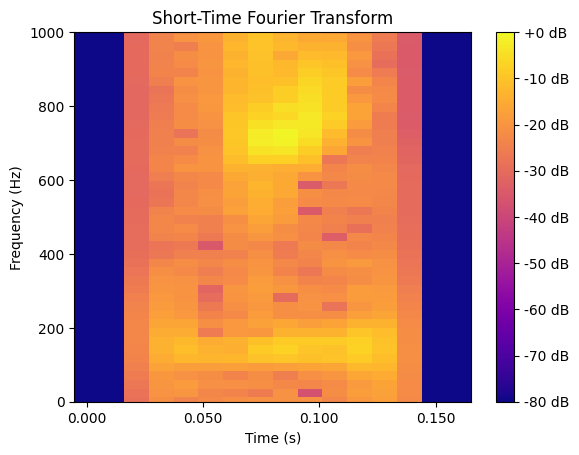 Short-Time Fourier Transform
1000
800
600
400
200
0
Frequency (Hz)
0.000
0.050
0.100
0.150
Time (s)
+0 dB
-10 dB
-20 dB
-30 dB
-40 dB
-50 dB
-60 dB
-70 dB
-80 dB